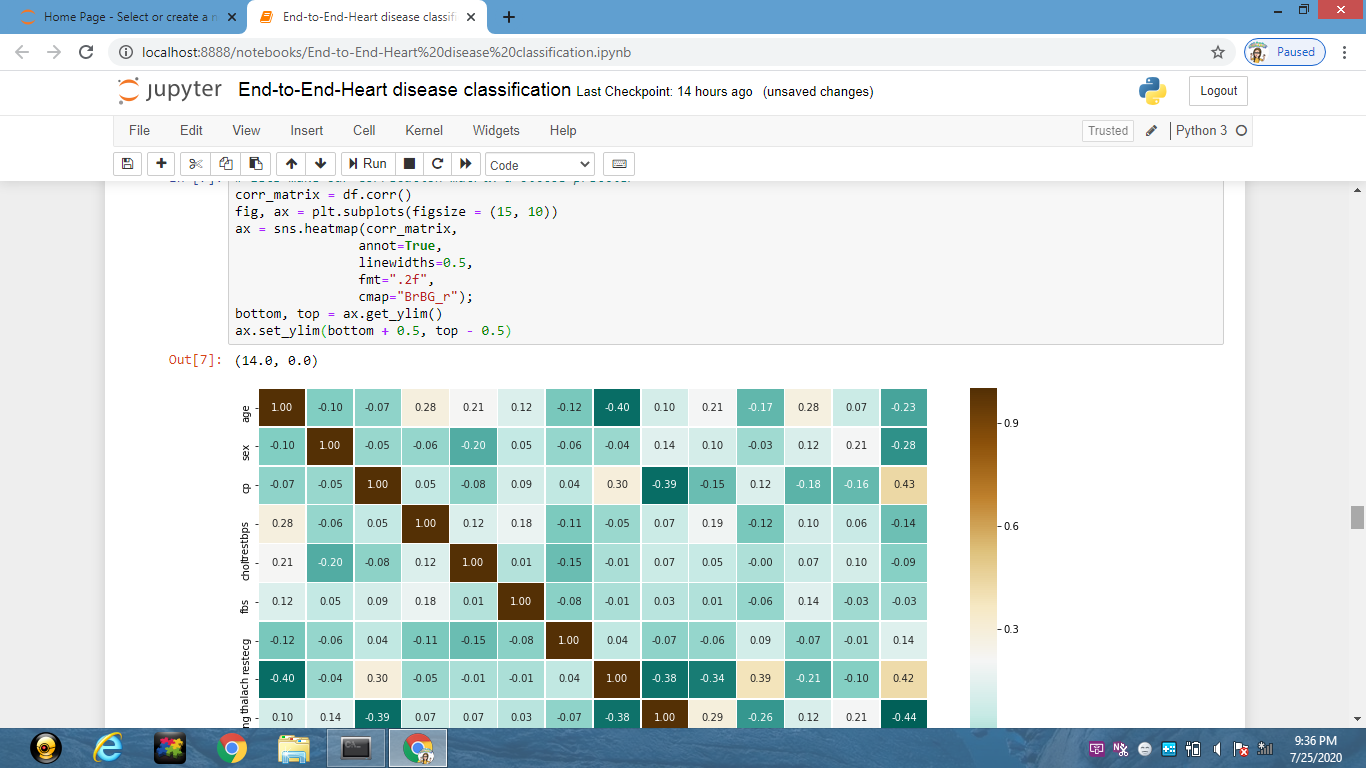 Home Page - Select or create a n
End-to-End-Heart disease classifi
localhost:8888/notebooks/End-to-End-Heart%20disease%20classification.ipynb
Paused
jupyter End-to-End-Heart disease classification Last Checkpoint: 14 hours ago (unsaved changes)
Logout
File Edit View Insert Cell Kernel Widgets Help
Trusted
Python 3
Run
Code
corr_matrix = df.corr()
fig, ax = plt.subplots(figsize = (15, 10))
ax = sns.heatmap(corr_matrix,
annot=True,
linewidths=0.5,
fmt=".2f",
cmap="BrBG_r");
bottom, top = ax.get_ylim()
ax.set_ylim(bottom + 0.5, top - 0.5)
Out[7]: (14.0, 0.0)
age 1.00 -0.10 -0.07 0.28 0.21 0.12 -0.12 -0.40 0.10 0.21 -0.17 0.28 0.07 -0.23
sex -0.10 1.00 -0.05 -0.06 -0.20 0.05 -0.06 -0.04 0.14 0.10 -0.03 0.12 0.21 -0.28
cp -0.07 -0.05 1.00 0.05 -0.08 0.09 0.04 0.30 -0.39 -0.15 0.12 -0.18 -0.16 0.43
trestbps 0.28 -0.06 0.05 1.00 0.12 0.18 -0.11 -0.05 0.07 0.19 -0.12 0.10 0.06 -0.14
chol 0.21 -0.20 -0.08 0.12 1.00 0.01 -0.15 -0.01 0.07 0.05 -0.00 0.07 0.10 -0.09
fbs 0.12 0.05 0.09 0.18 0.01 1.00 -0.08 -0.01 0.03 0.01 -0.06 0.14 -0.03 -0.03
restecg -0.12 -0.06 0.04 -0.11 -0.15 -0.08 1.00 0.04 -0.07 -0.06 0.09 -0.07 -0.01 0.14
thalach -0.40 -0.04 0.30 -0.05 -0.01 -0.01 0.04 1.00 -0.38 -0.34 0.39 -0.21 -0.10 0.42
ng 0.10 0.14 -0.39 0.07 0.07 0.03 -0.07 -0.38 1.00 0.29 -0.26 0.12 0.21 -0.44
0.9
0.6
0.3
9:36 PM
7/25/2020